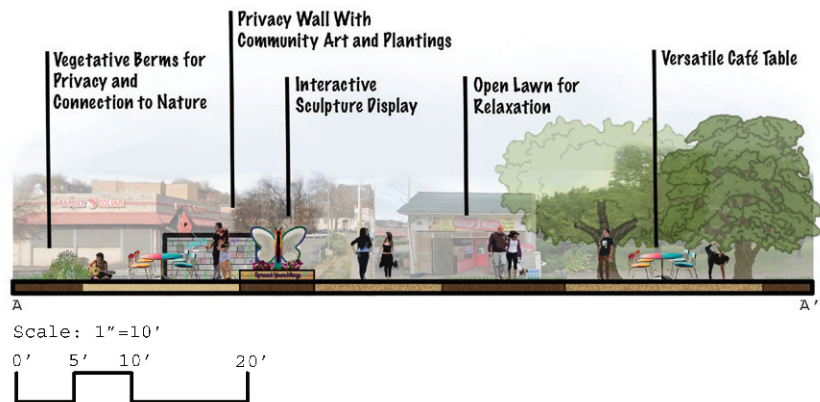 Privacy Wall With
Community Art and Plantings
Vegetative Berms for
Privacy and
Connection to Nature
Interactive
Sculpture Display
Open Lawn for
Relaxation
Versatile Café Table
A
A'
Scale: 1"=10'
0' 5' 10' 20'